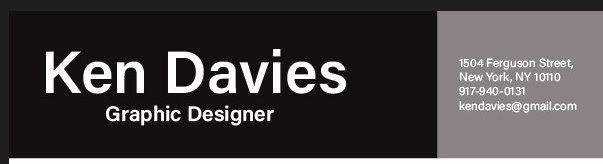 Ken Davies
Graphic Designer
1504 Ferguson Street,
New York, NY 10110
917-940-0131
kendavies@gmail.com